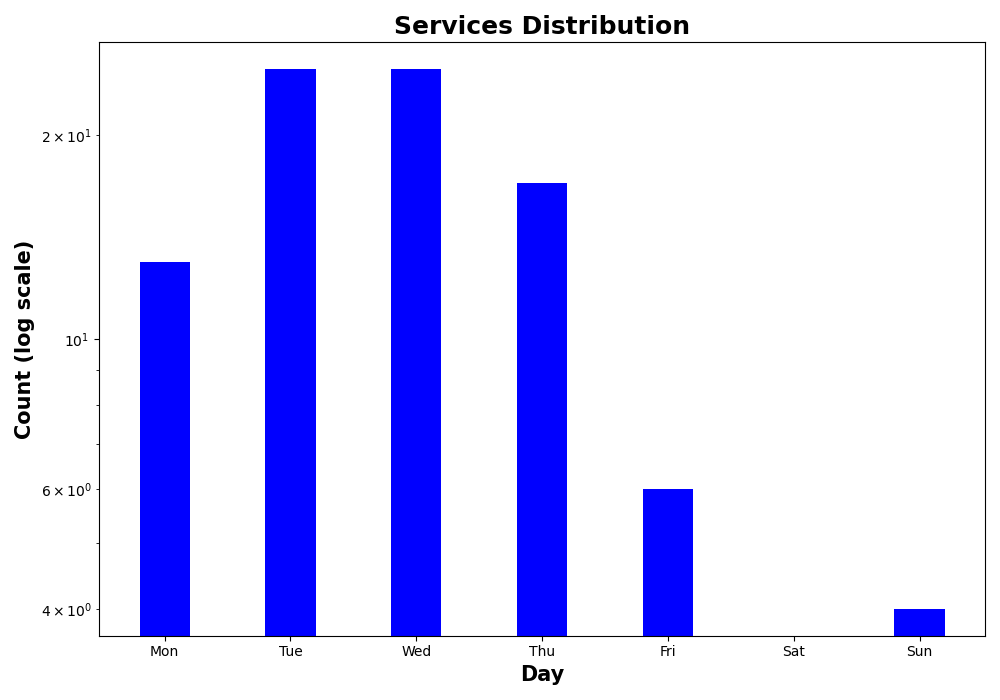 Services Distribution
Count (log scale)
2 × 10¹
10¹
6 × 10⁰
4 × 10⁰
Mon Tue Wed Thu Fri Sat Sun
Day